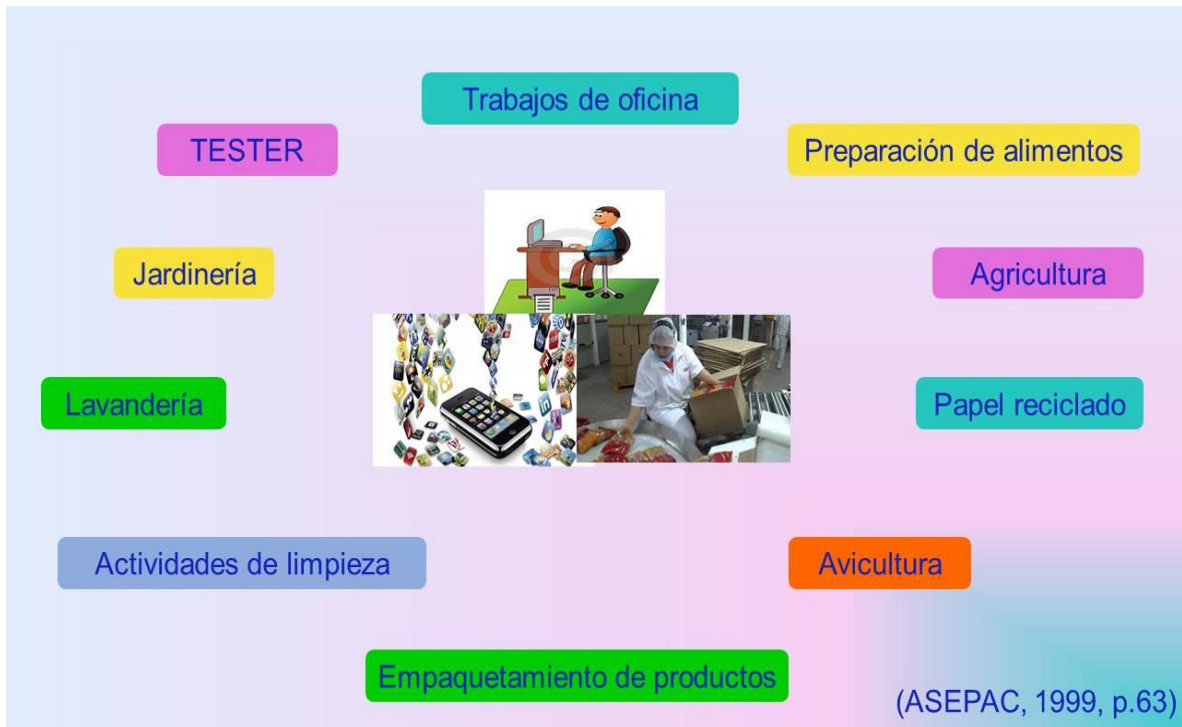 Trabajos de oficina
TESTER
Preparación de alimentos
Jardinería
Agricultura
Lavandería
Papel reciclado
Actividades de limpieza
Avicultura
Empaquetamiento de productos
(ASEPAC, 1999, p.63)